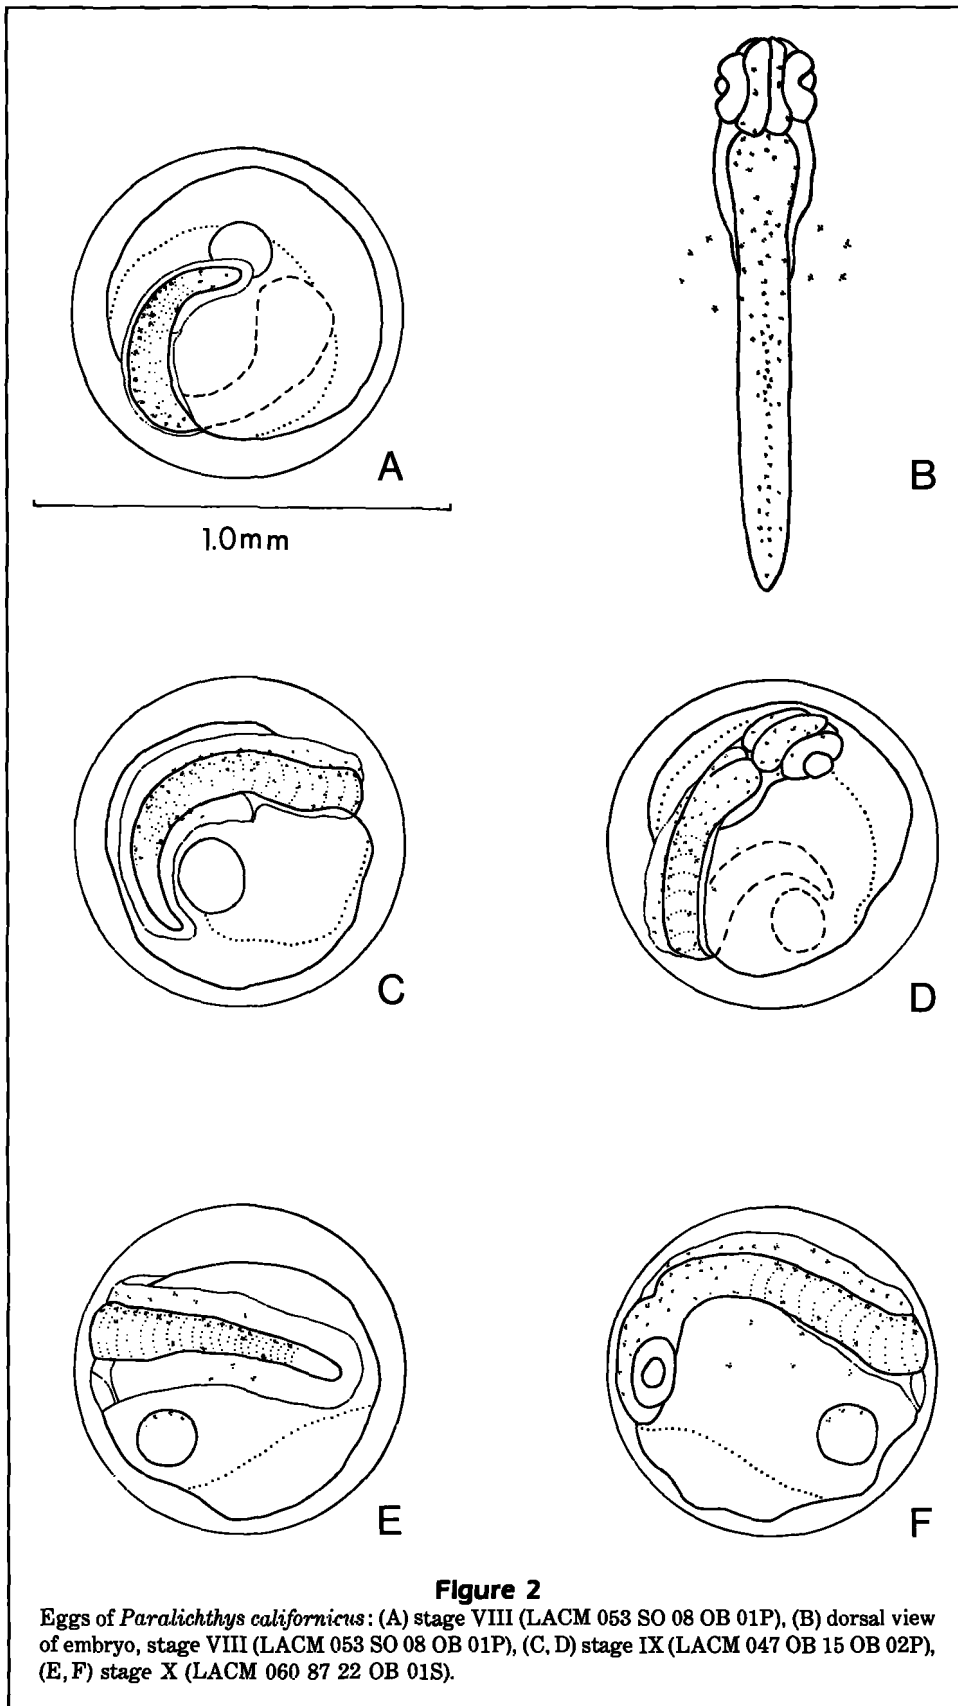 A
B
1.0mm
C
D
E
F
Figure 2
Eggs of Paralichthys californicus: (A) stage VIII (LACM 053 SO 08 OB 01P), (B) dorsal view
of embryo, stage VIII (LACM 053 SO 08 OB 01P), (C, D) stage IX (LACM 047 OB 15 OB 02P),
(E, F) stage X (LACM 060 87 22 OB 01S).